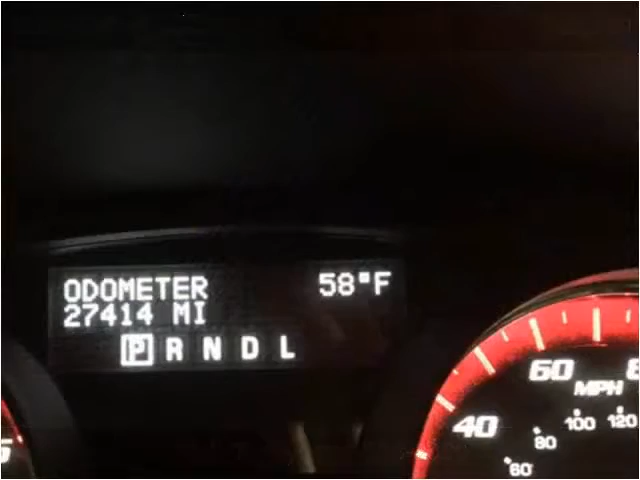 ODOMETER 58°F
27414 MI
P R N D L
60
MPH
40
80 100 120
60